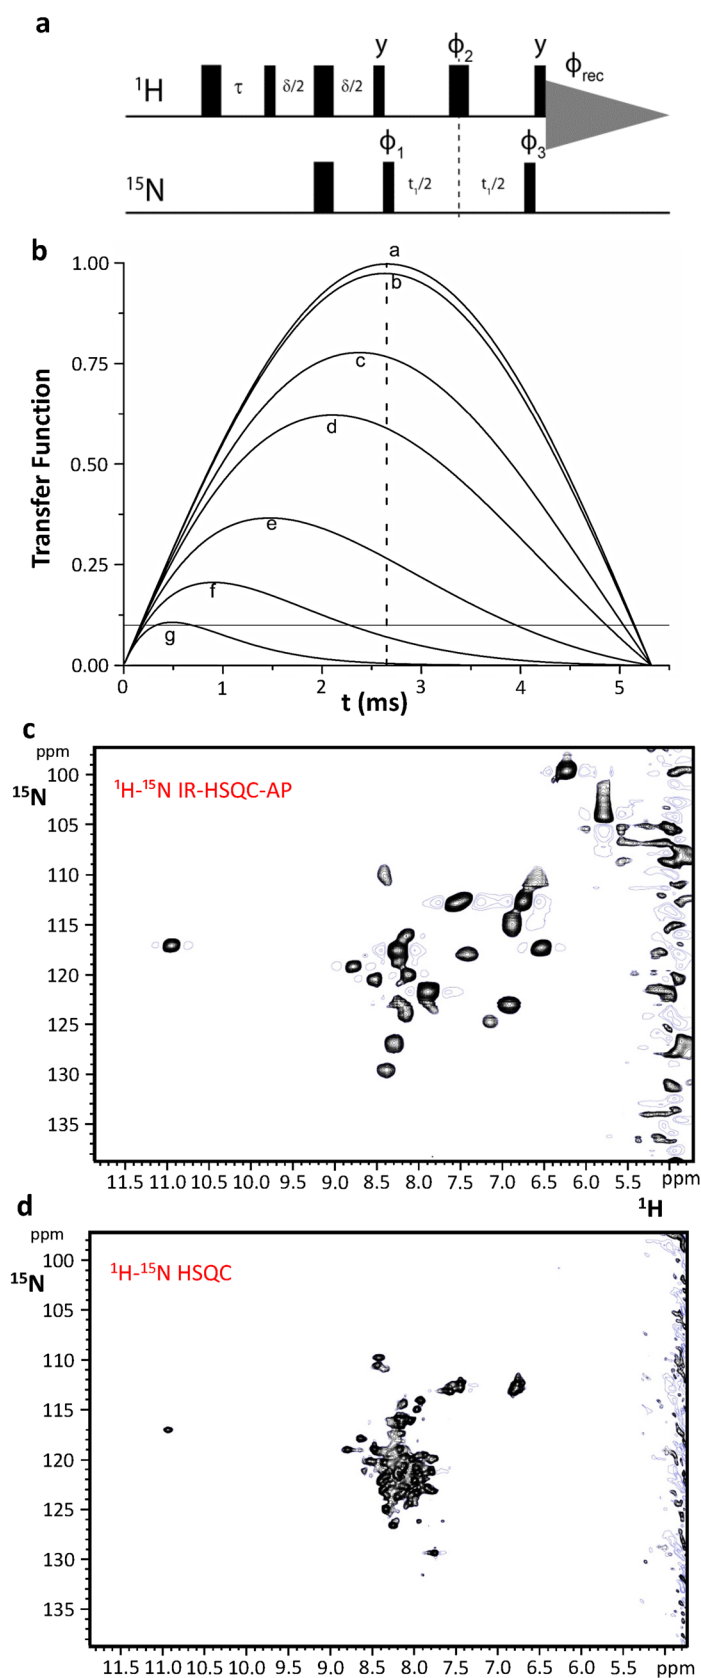 a
y ϕ2 y ϕrec
¹H τ δ/2 δ/2
ϕ1 ϕ3
¹⁵N t₁/2 t₁/2
b
1.00
0.75
0.50
0.25
0.00
Transfer Function
a
b
c
d
e
f
g
0 1 2 3 4 5
t (ms)
c
ppm
¹⁵N
¹H-¹⁵N IR-HSQC-AP
100
105
110
115
120
125
130
135
11.5 11.0 10.5 10.0 9.5 9.0 8.5 8.0 7.5 7.0 6.5 6.0 5.5 ppm
¹H
d
ppm
¹⁵N
¹H-¹⁵N HSQC
100
105
110
115
120
125
130
135
11.5 11.0 10.5 10.0 9.5 9.0 8.5 8.0 7.5 7.0 6.5 6.0 5.5 ppm